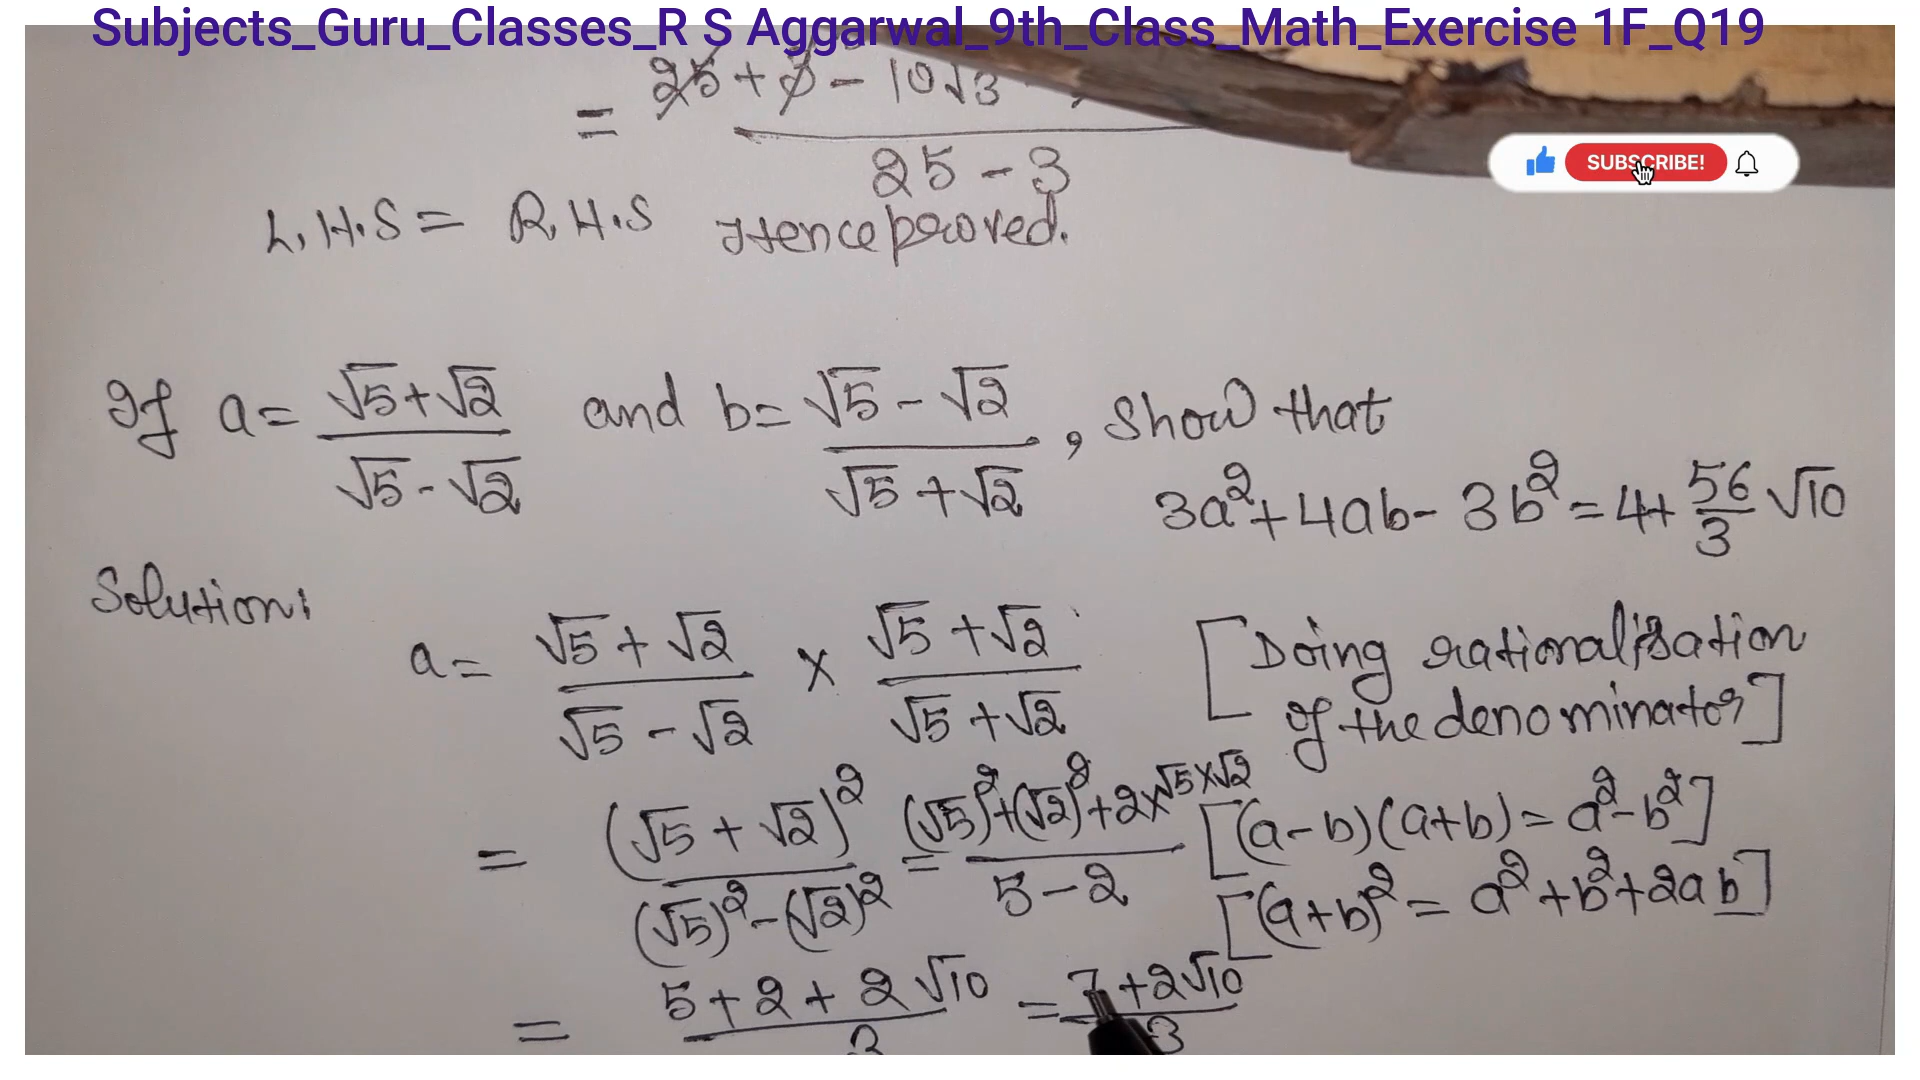 Subjects_Guru_Classes_R S Aggarwal_9th_Class_Math_Exercise 1F_Q19
= 25 + 3 - 10√3
25 - 3
SUBSCRIBE!
L.H.S = R.H.S Hence proved.
If a = (√5+√2)/(√5-√2) and b = (√5-√2)/(√5+√2), Show that
3a²+4ab-3b² = 4+ 56/3 √10
Solution:
a = (√5+√2)/(√5-√2) × (√5+√2)/(√5+√2) [Doing rationalisation
of the denominator]
= (√5+√2)²/((√5)²-(√2)²) = ((√5)²+(√2)²+2×√5×√2)/(5-2) [(a-b)(a+b) = a²-b²]
[(a+b)² = a²+b²+2ab]
= (5+2+2√10)/3 = (7+2√10)/3